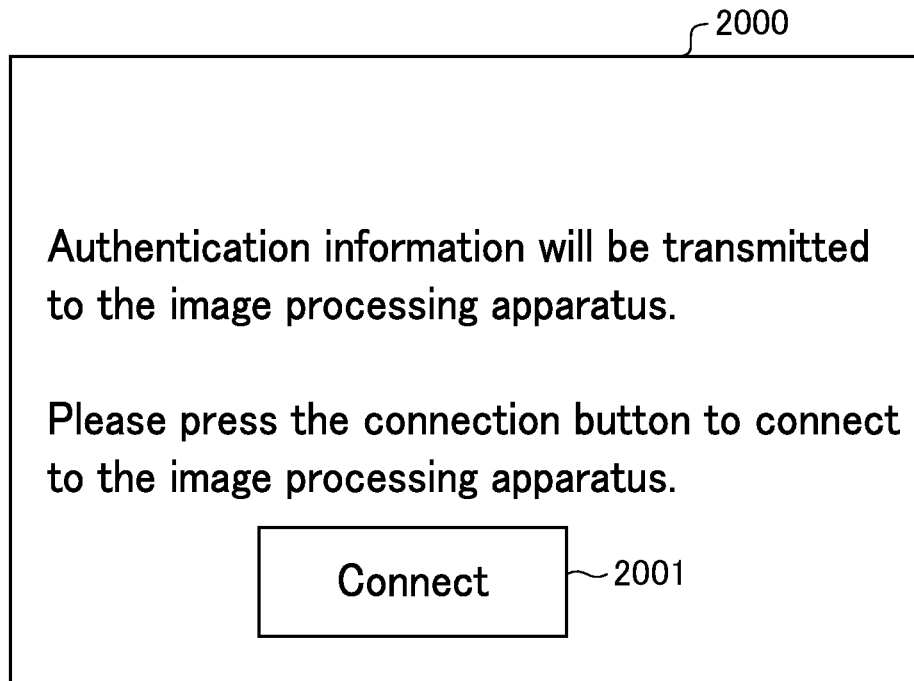 2000
Authentication information will be transmitted
to the image processing apparatus.
Please press the connection button to connect
to the image processing apparatus.
Connect
2001